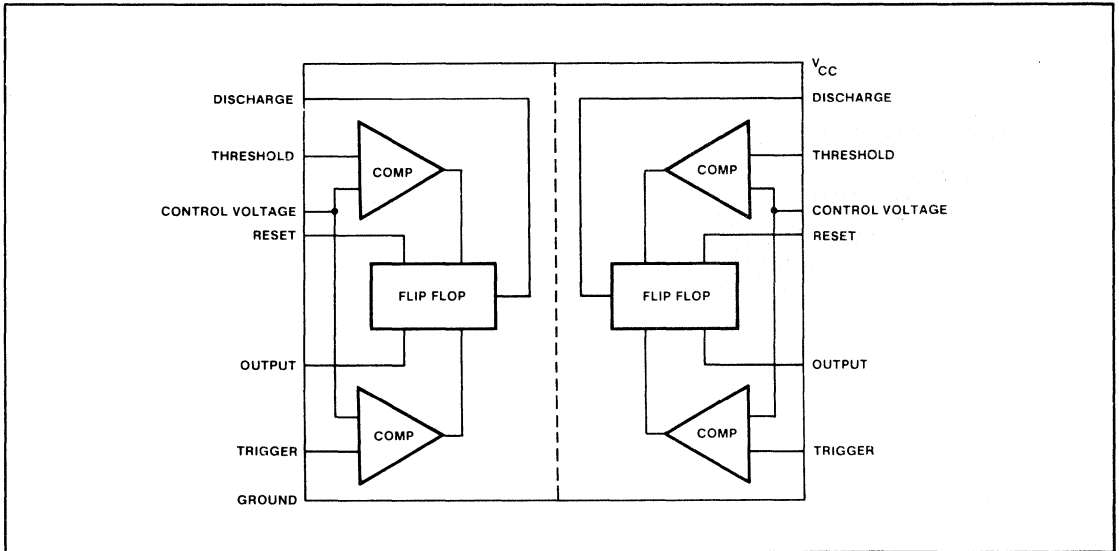 VCC
DISCHARGE
DISCHARGE
THRESHOLD
COMP
COMP
THRESHOLD
CONTROL VOLTAGE
CONTROL VOLTAGE
RESET
RESET
FLIP FLOP
FLIP FLOP
OUTPUT
OUTPUT
COMP
COMP
TRIGGER
TRIGGER
GROUND